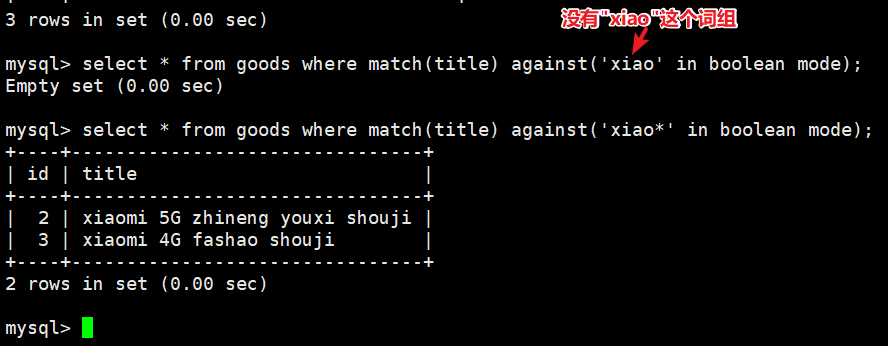 3 rows in set (0.00 sec)
没有"xiao"这个词组
mysql> select * from goods where match(title) against('xiao' in boolean mode);
Empty set (0.00 sec)
mysql> select * from goods where match(title) against('xiao*' in boolean mode);
+----+--------------------------------+
| id | title                          |
+----+--------------------------------+
|  2 | xiaomi 5G zhineng youxi shouji |
|  3 | xiaomi 4G fashao shouji        |
+----+--------------------------------+
2 rows in set (0.00 sec)
mysql>